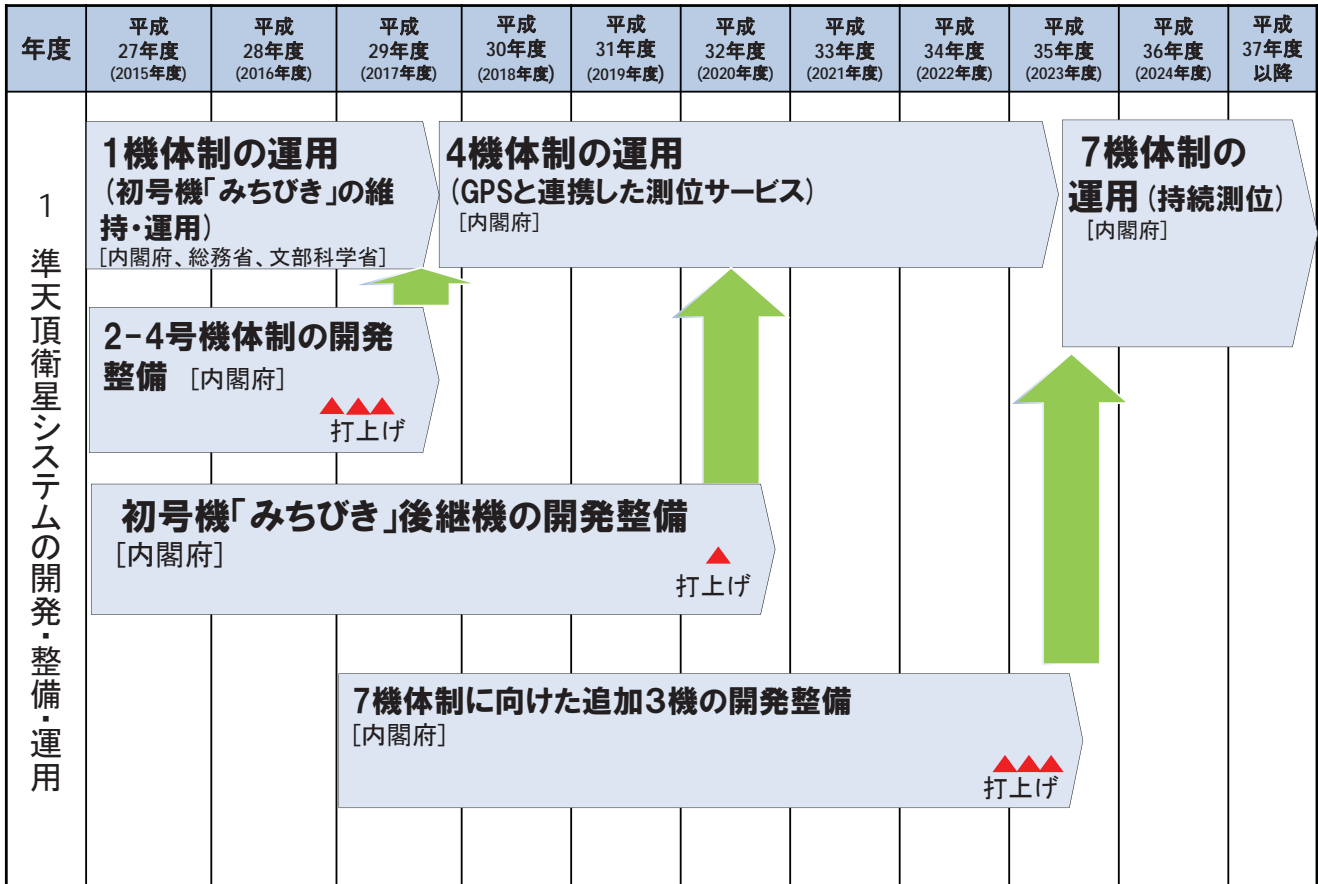 年度
平成
27年度
(2015年度)
平成
28年度
(2016年度)
平成
29年度
(2017年度)
平成
30年度
(2018年度)
平成
31年度
(2019年度)
平成
32年度
(2020年度)
平成
33年度
(2021年度)
平成
34年度
(2022年度)
平成
35年度
(2023年度)
平成
36年度
(2024年度)
平成
37年度
以降
1 準天頂衛星システムの開発・整備・運用
1機体制の運用
(初号機「みちびき」の維
持・運用)
[内閣府、総務省、文部科学省]
4機体制の運用
(GPSと連携した測位サービス)
[内閣府]
7機体制の
運用(持続測位)
[内閣府]
2-4号機体制の開発
整備 [内閣府]
打上げ
初号機「みちびき」後継機の開発整備
[内閣府]
打上げ
7機体制に向けた追加3機の開発整備
[内閣府]
打上げ